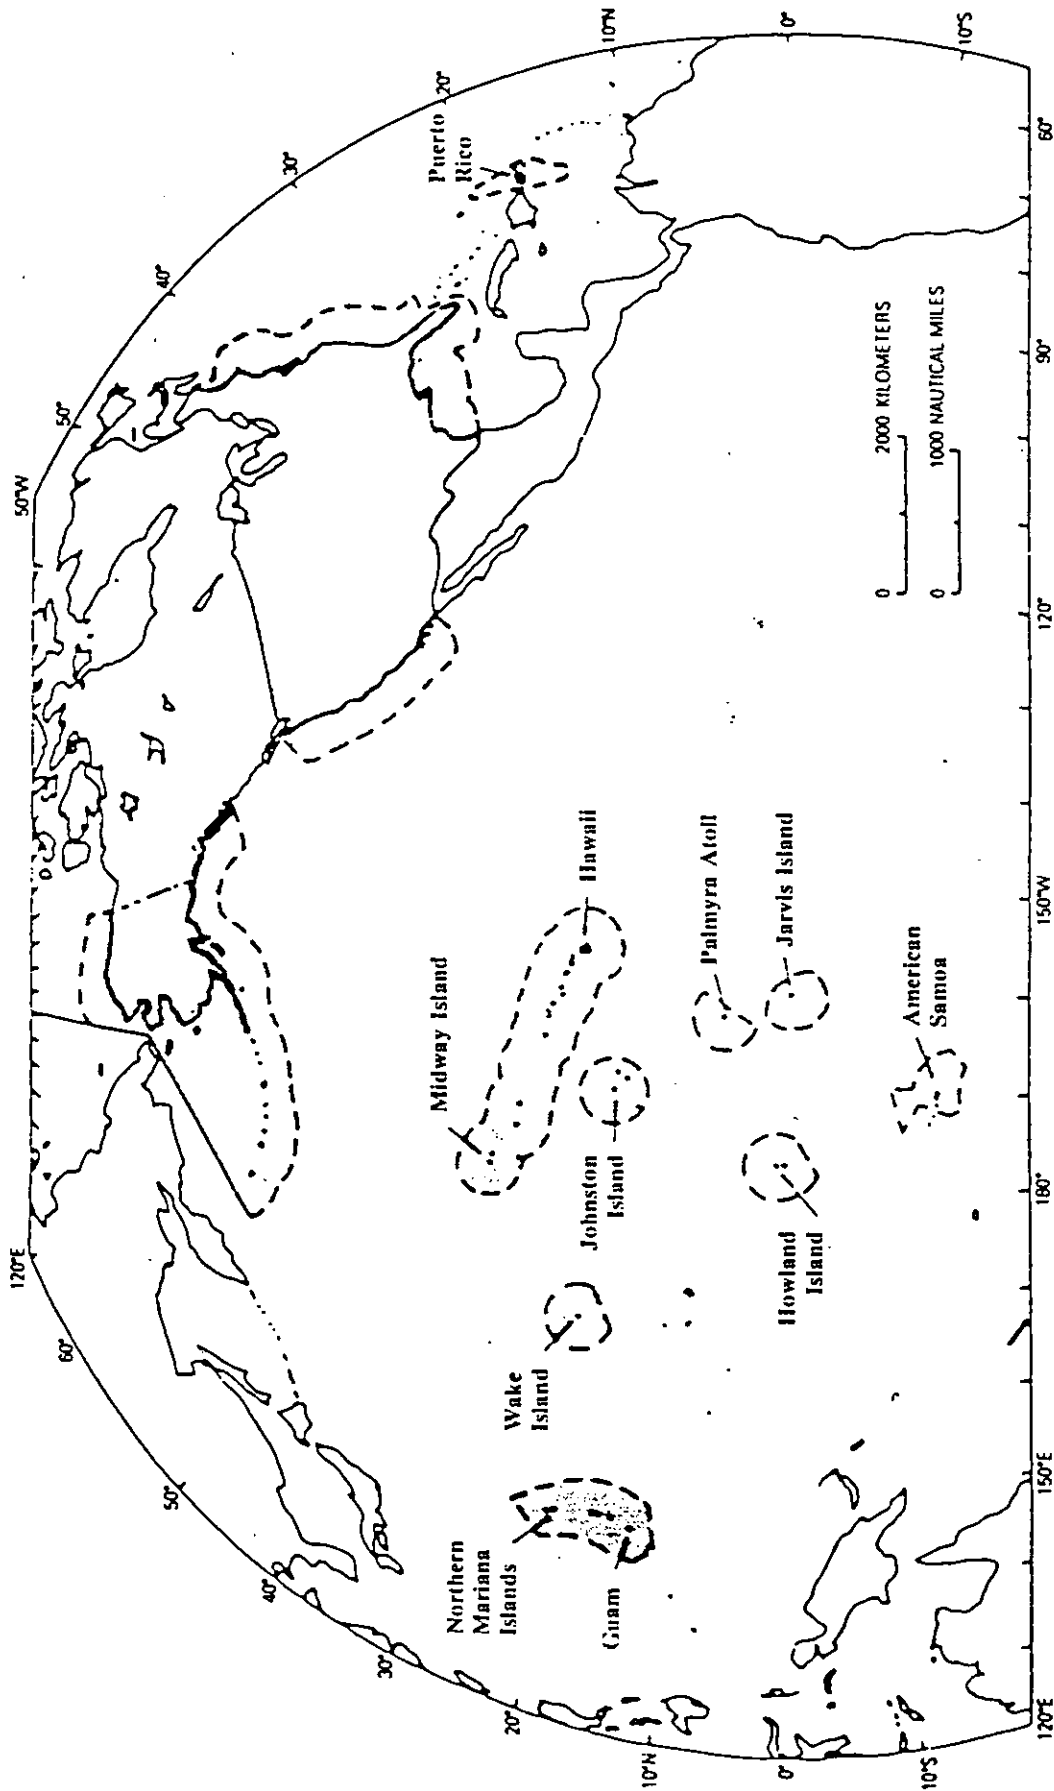 120°E
50°W
60°
50°
40°
30°
20°
10°N
0°
10°S
50°
40°
30°
20°
10°N
0°
10°S
120°E
150°E
180°
150°W
120°
90°
60°
Northern
Mariana
Islands
Guam
Wake
Island
Midway Island
Johnston
Island
Hawaii
Howland
Island
Palmyra Atoll
Jarvis Island
American
Samoa
Puerto
Rico
0 2000 KILOMETERS
0 1000 NAUTICAL MILES